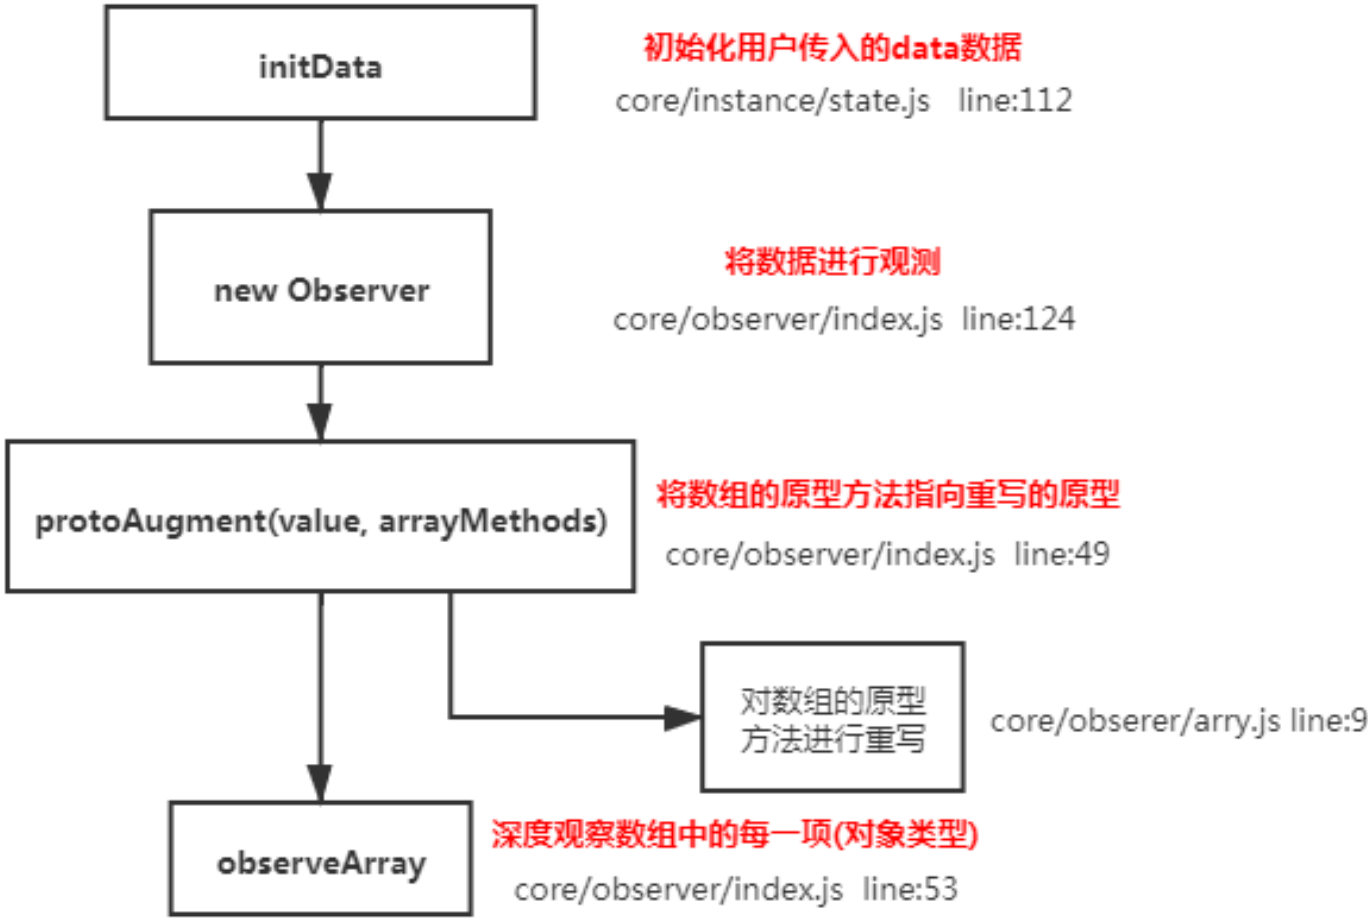 initData
初始化用户传入的data数据
core/instance/state.js line:112
new Observer
将数据进行观测
core/observer/index.js line:124
protoAugment(value, arrayMethods)
将数组的原型方法指向重写的原型
core/observer/index.js line:49
对数组的原型
方法进行重写
core/obserer/arry.js line:9
observeArray
深度观察数组中的每一项(对象类型)
core/observer/index.js line:53